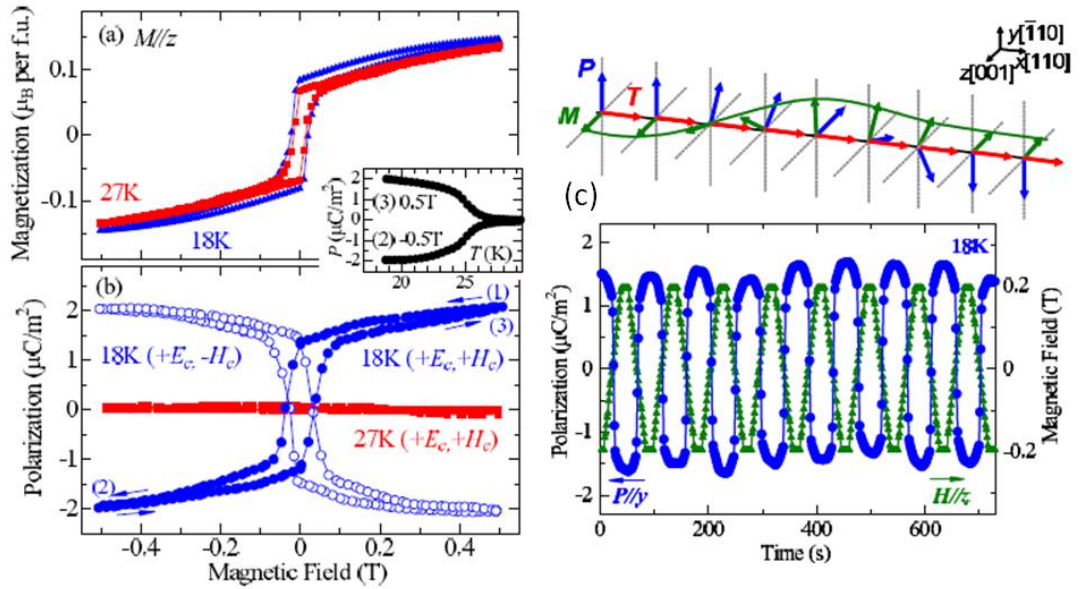 (a) M//z
Magnetization (μB per f.u.)
0.1
0
-0.1
27K
18K
P (μC/m²)
2
1
0
-1
-2
(3) 0.5T
(2) -0.5T
T (K)
20
25
(b)
Polarization (μC/m²)
2
1
0
-1
-2
(1)
(3)
18K (+Ec,-Hc)
18K (+Ec,+Hc)
27K (+Ec,+Hc)
(2)
-0.4 -0.2 0 0.2 0.4
Magnetic Field (T)
y[1̄10]
x[110]
z[001]
P
T
M
(c)
18K
Polarization (μC/m²)
2
1
0
-1
-2
0.2
0
-0.2
Magnetic Field (T)
P//y
H//z
0 200 400 600
Time (s)